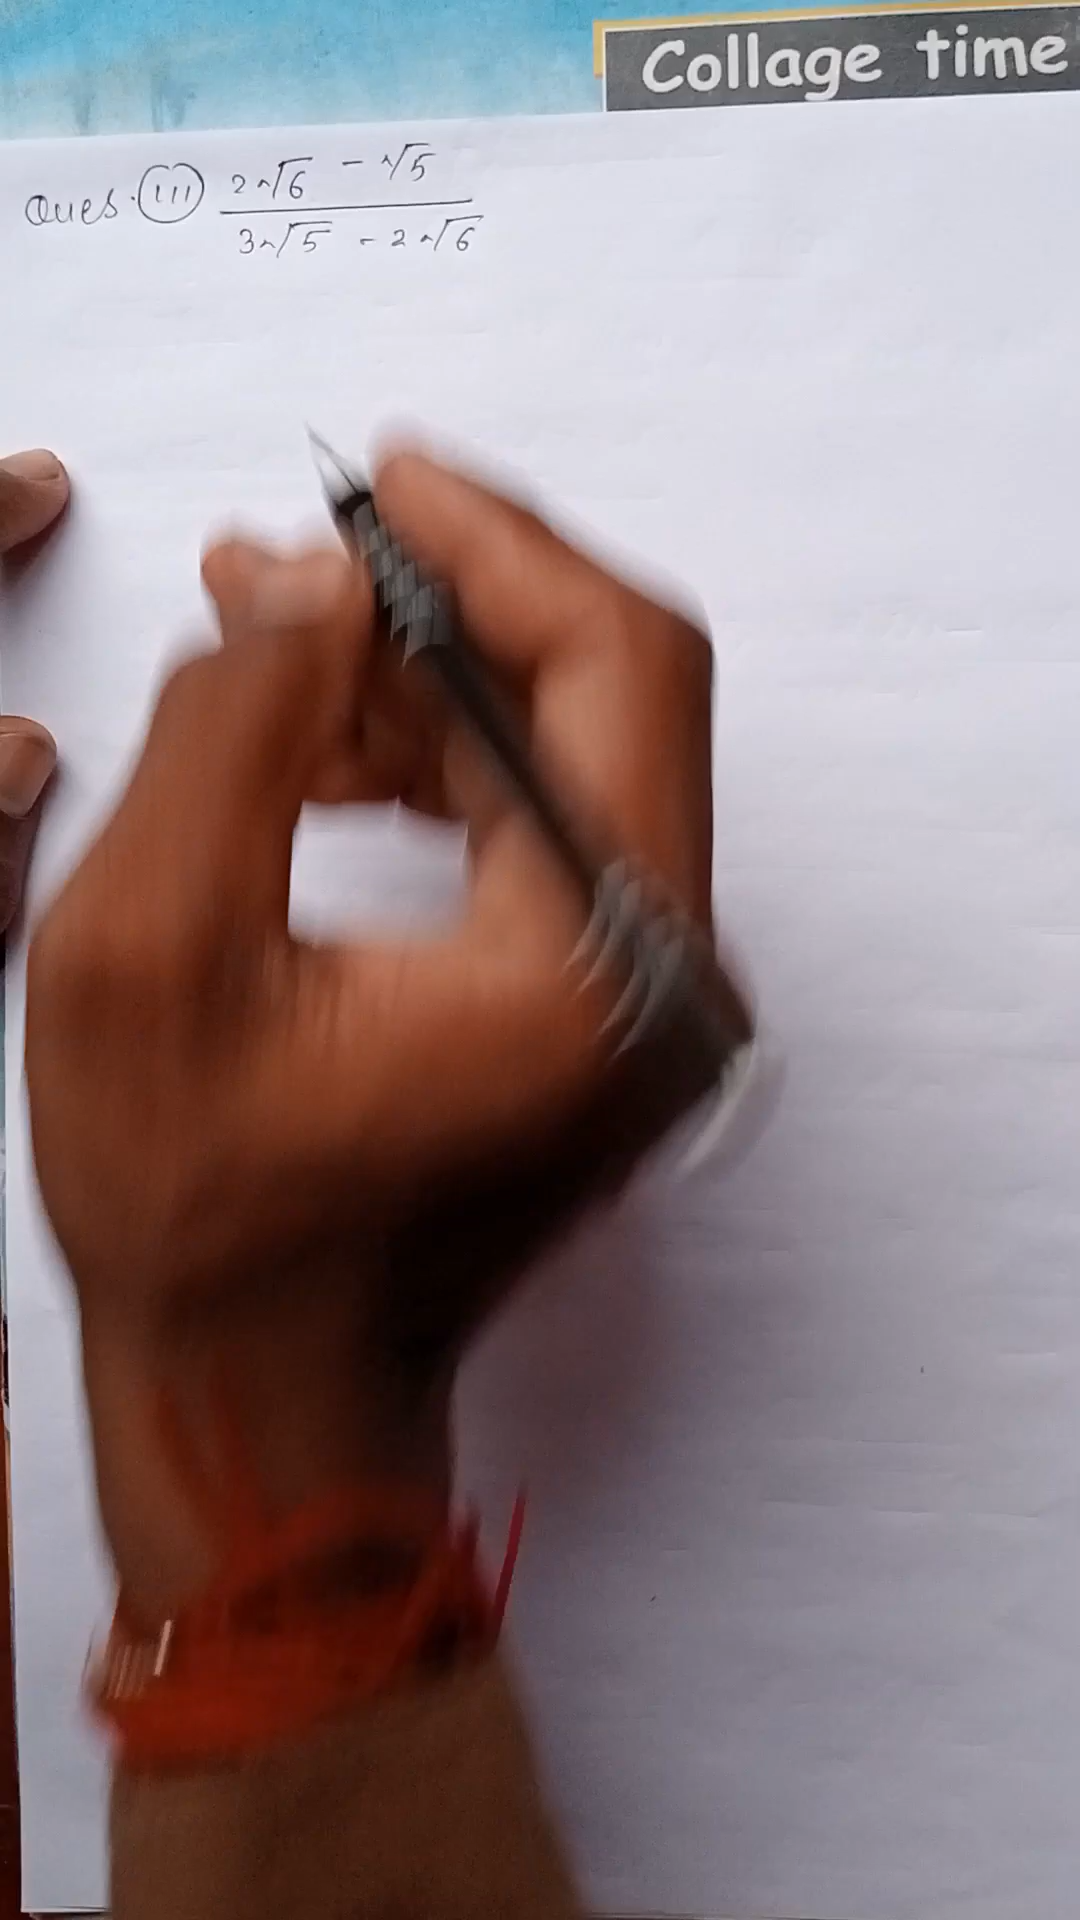 Collage time
Ques. (iii) 2√6 - √5
3√5 - 2√6